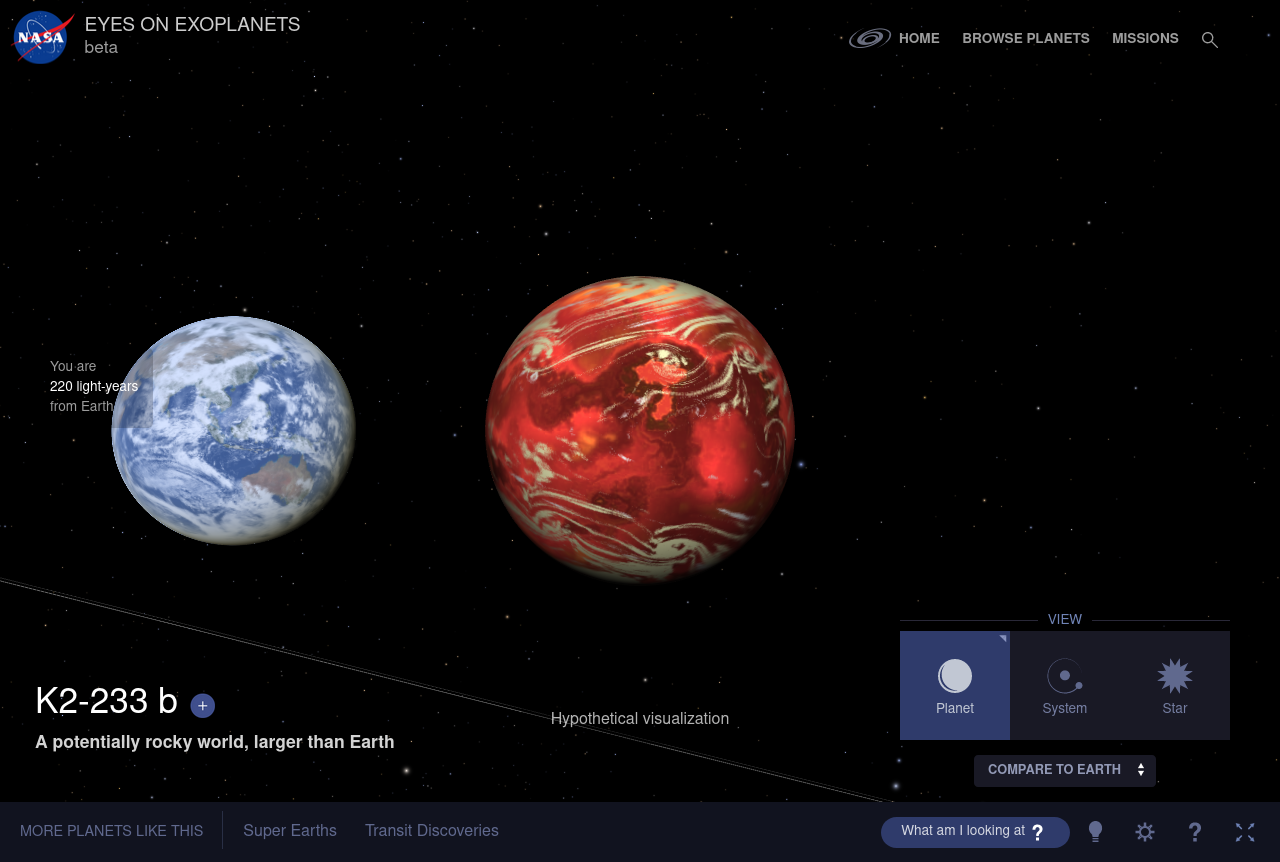 NASA
EYES ON EXOPLANETS
beta
HOME
BROWSE PLANETS
MISSIONS
You are
220 light-years
from Earth
VIEW
Planet
System
Star
COMPARE TO EARTH
K2-233 b +
A potentially rocky world, larger than Earth
Hypothetical visualization
MORE PLANETS LIKE THIS
Super Earths
Transit Discoveries
What am I looking at ?
?